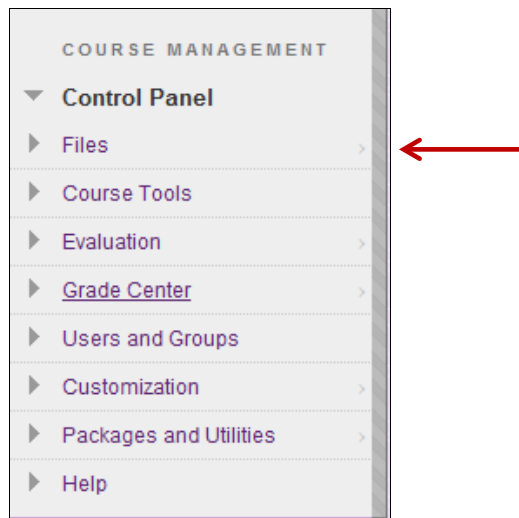 COURSE MANAGEMENT
Control Panel
Files
Course Tools
Evaluation
Grade Center
Users and Groups
Customization
Packages and Utilities
Help